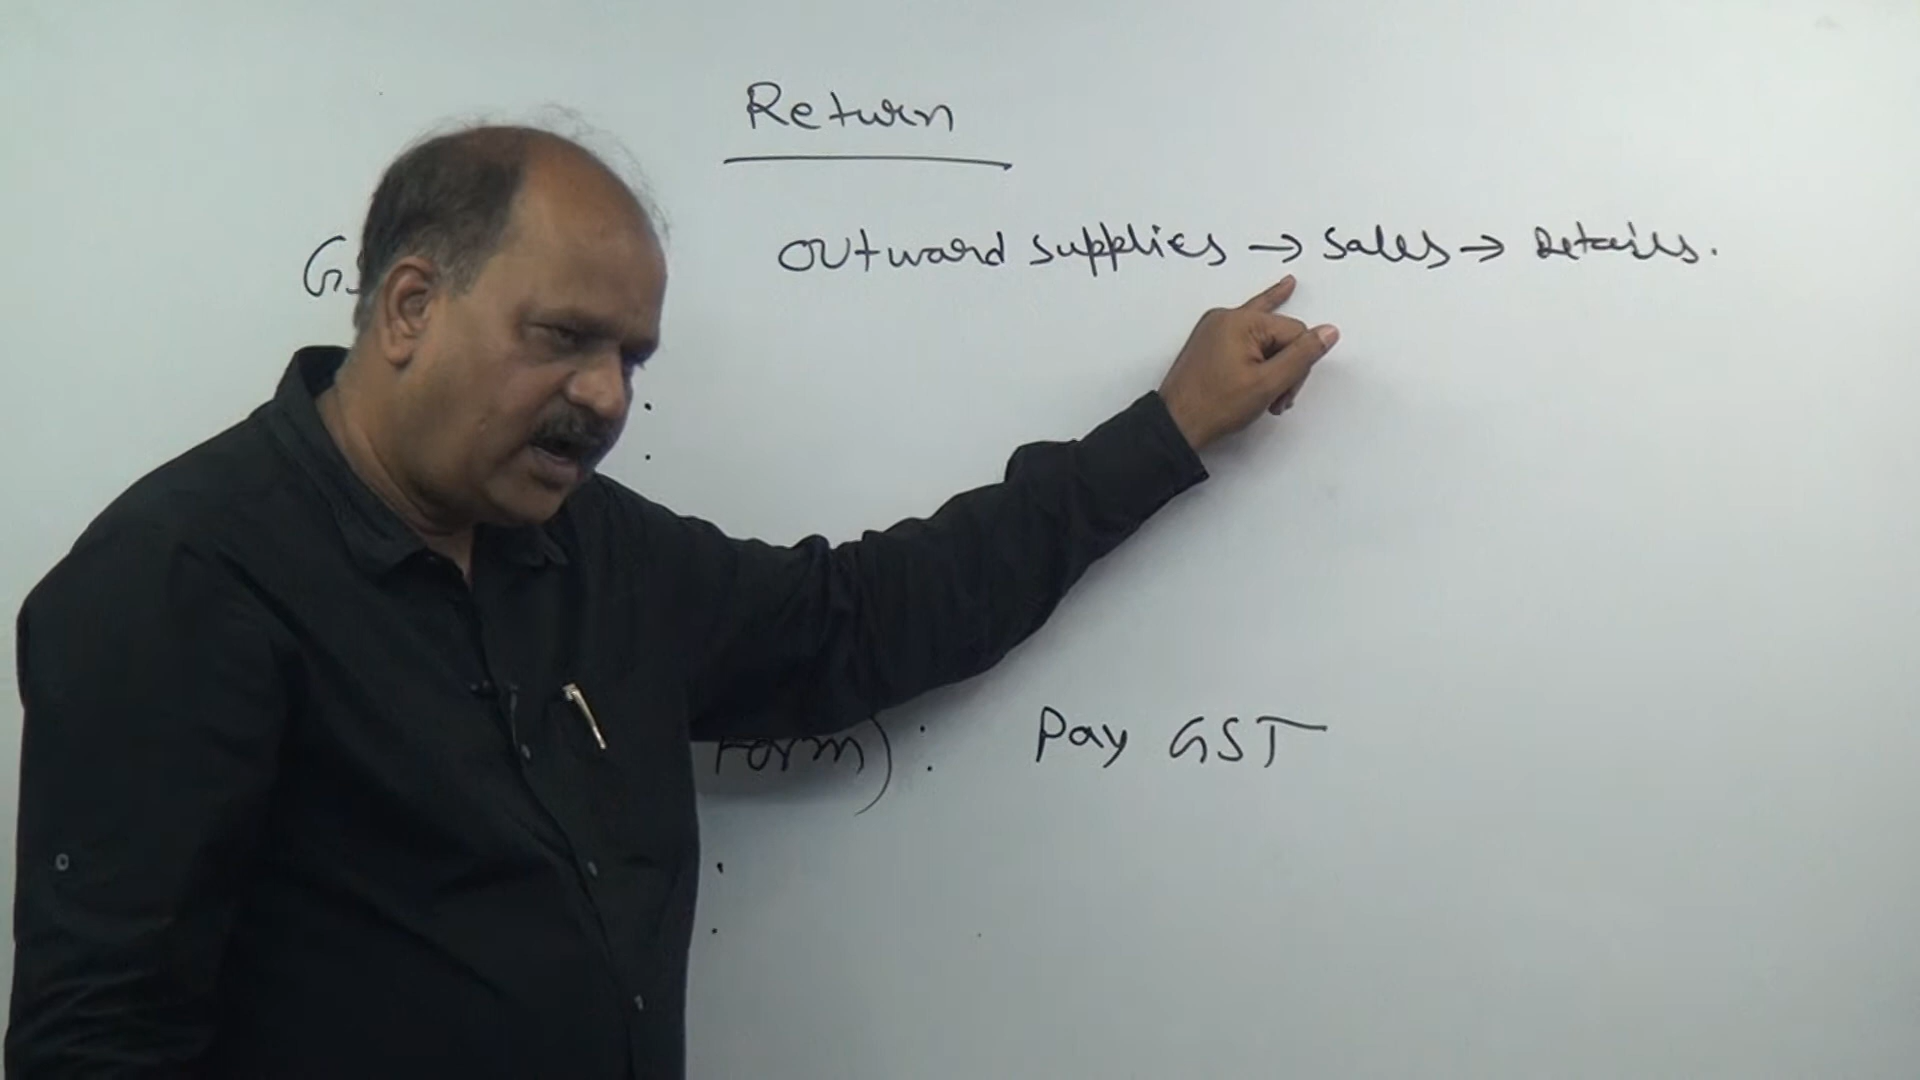 Return
Outward supplies → Sales → Details.
Form) : Pay GST